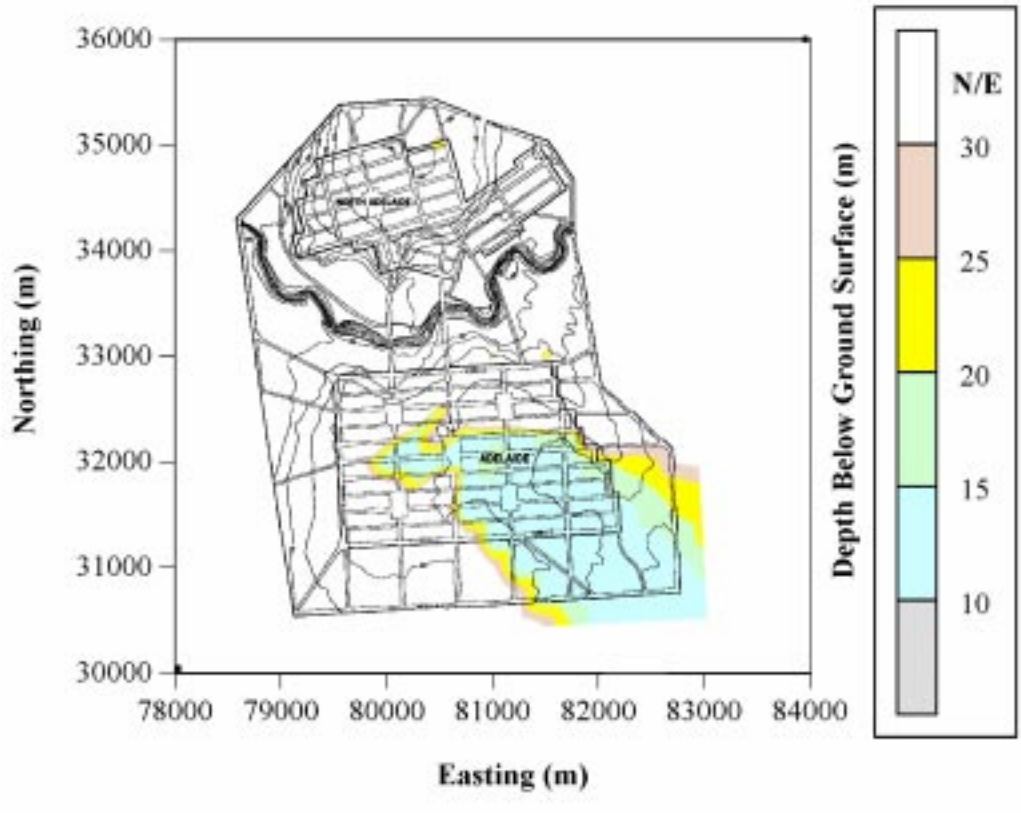 36000
35000
34000
33000
32000
31000
30000
78000 79000 80000 81000 82000 83000 84000
Northing (m)
Easting (m)
NORTH ADELAIDE
ADELAIDE
Depth Below Ground Surface (m)
N/E
30
25
20
15
10